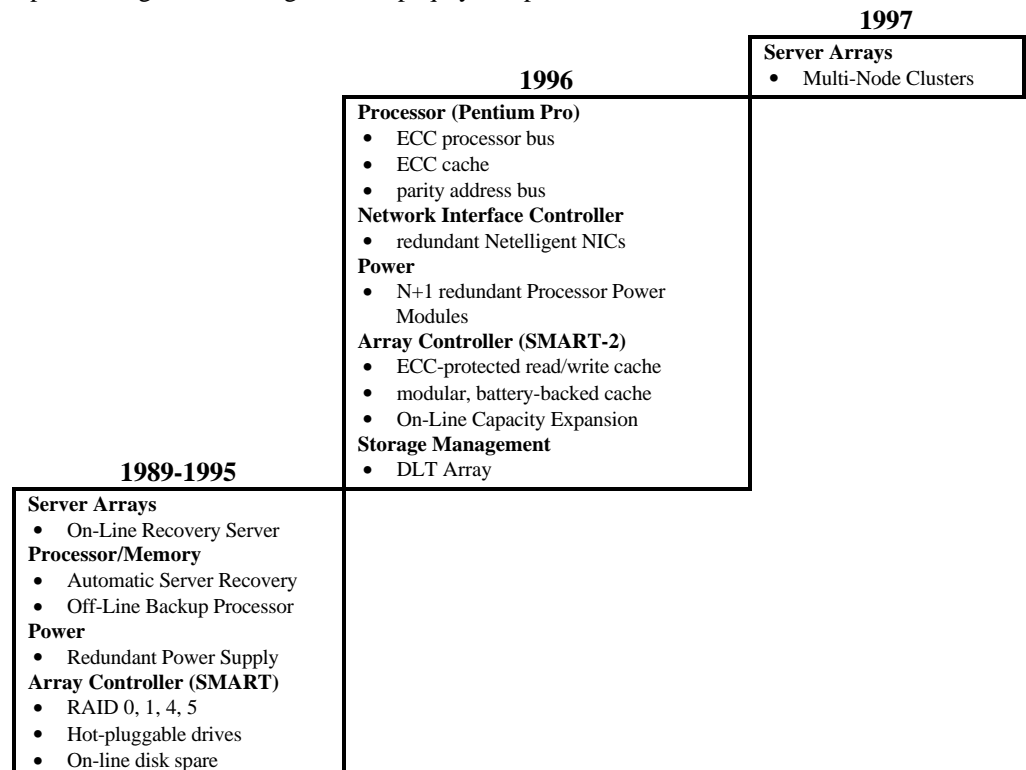 1997
Server Arrays
• Multi-Node Clusters
1996
Processor (Pentium Pro)
• ECC processor bus
• ECC cache
• parity address bus
Network Interface Controller
• redundant Netelligent NICs
Power
• N+1 redundant Processor Power
Modules
Array Controller (SMART-2)
• ECC-protected read/write cache
• modular, battery-backed cache
• On-Line Capacity Expansion
Storage Management
• DLT Array
1989-1995
Server Arrays
• On-Line Recovery Server
Processor/Memory
• Automatic Server Recovery
• Off-Line Backup Processor
Power
• Redundant Power Supply
Array Controller (SMART)
• RAID 0, 1, 4, 5
• Hot-pluggable drives
• On-line disk spare